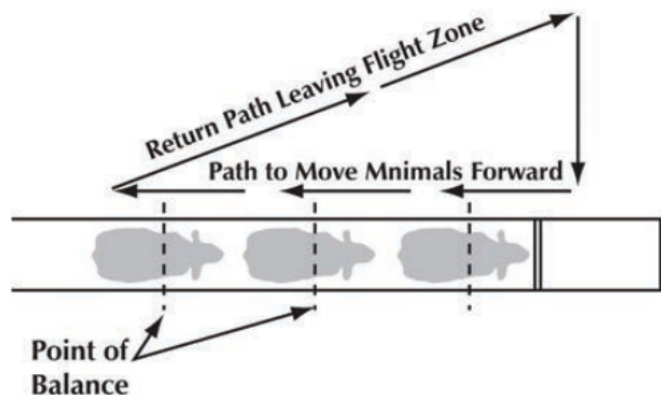 Return Path Leaving Flight Zone
Path to Move Mnimals Forward
Point of
Balance